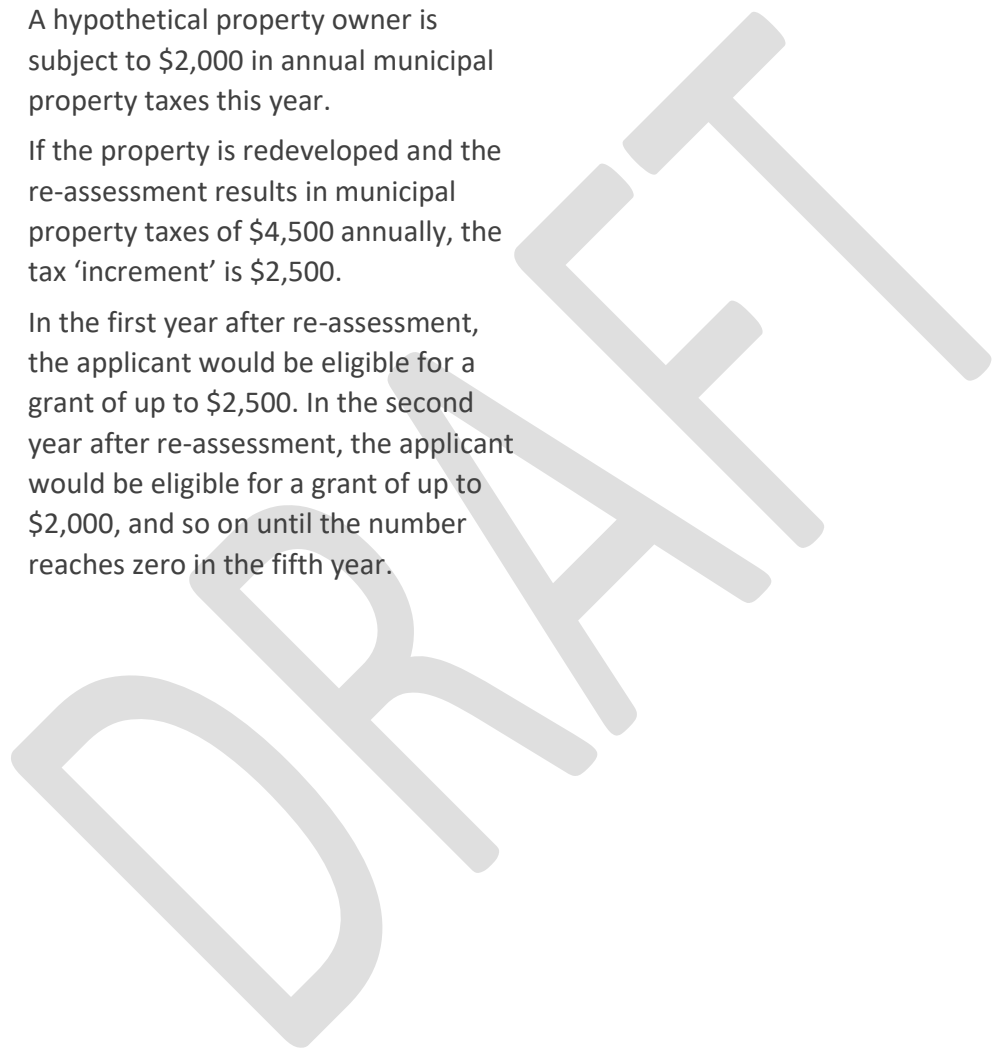 A hypothetical property owner is
subject to $2,000 in annual municipal
property taxes this year.
If the property is redeveloped and the
re-assessment results in municipal
property taxes of $4,500 annually, the
tax ‘increment’ is $2,500.
In the first year after re-assessment,
the applicant would be eligible for a
grant of up to $2,500. In the second
year after re-assessment, the applicant
would be eligible for a grant of up to
$2,000, and so on until the number
reaches zero in the fifth year.
DRAFT